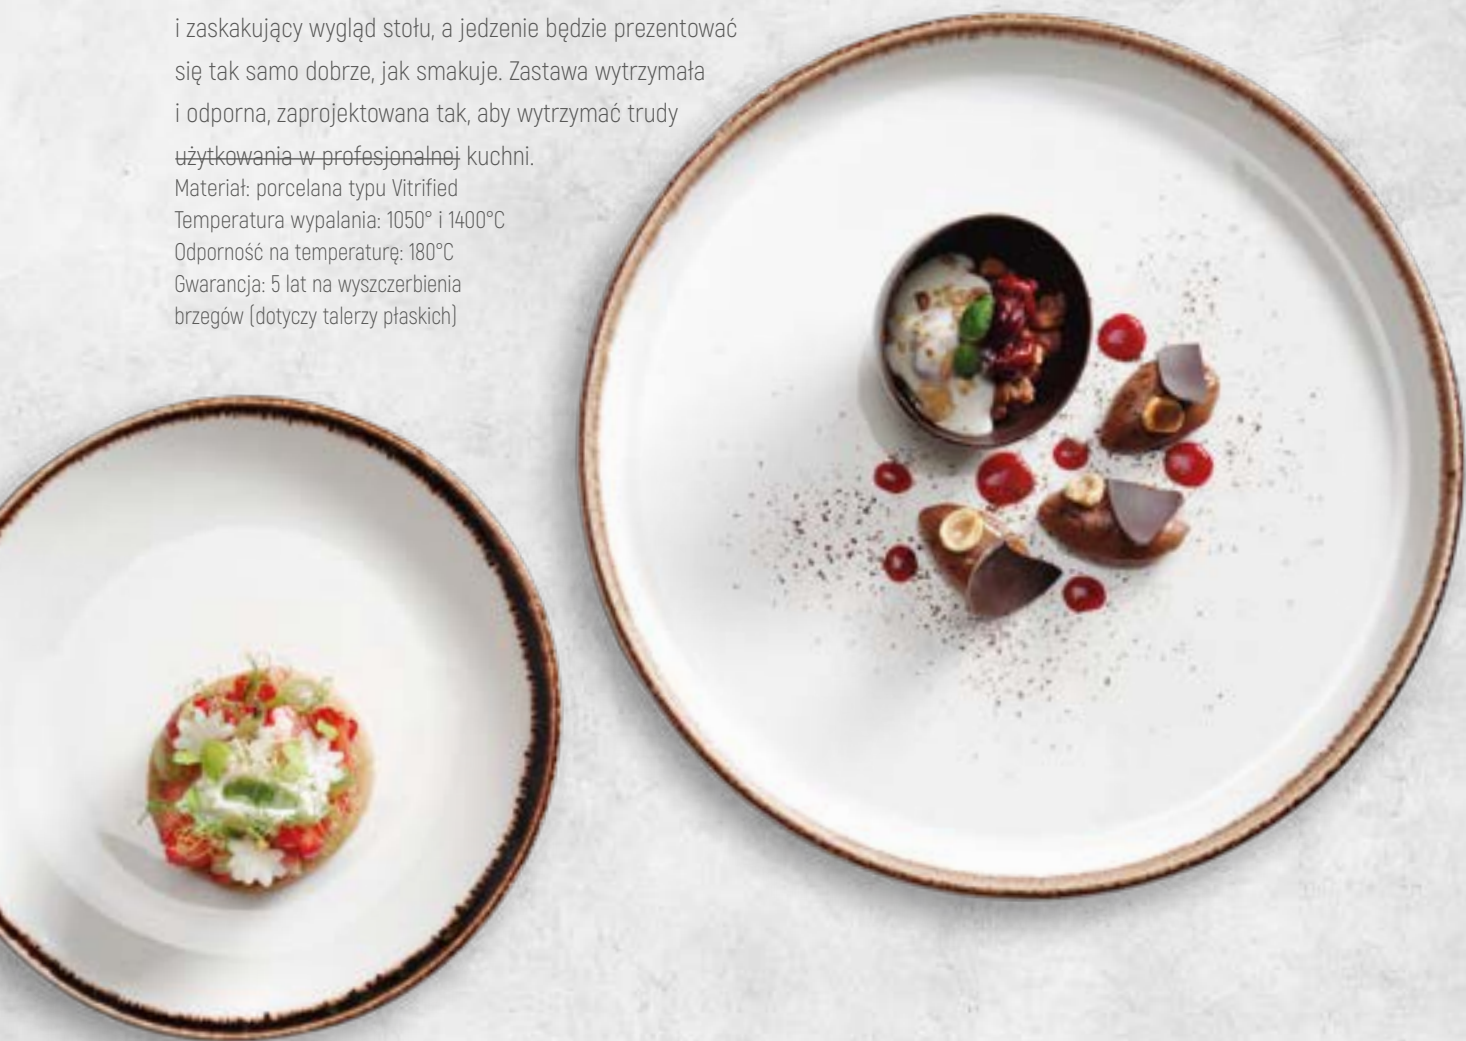 i zaskakujący wygląd stołu, a jedzenie będzie prezentować
się tak samo dobrze, jak smakuje. Zastawa wytrzymała
i odporna, zaprojektowana tak, aby wytrzymać trudy
użytkowania w profesjonalnej kuchni.
Materiał: porcelana typu Vitrified
Temperatura wypalania: 1050° i 1400°C
Odporność na temperaturę: 180°C
Gwarancja: 5 lat na wyszczerbienia
brzegów (dotyczy talerzy płaskich)